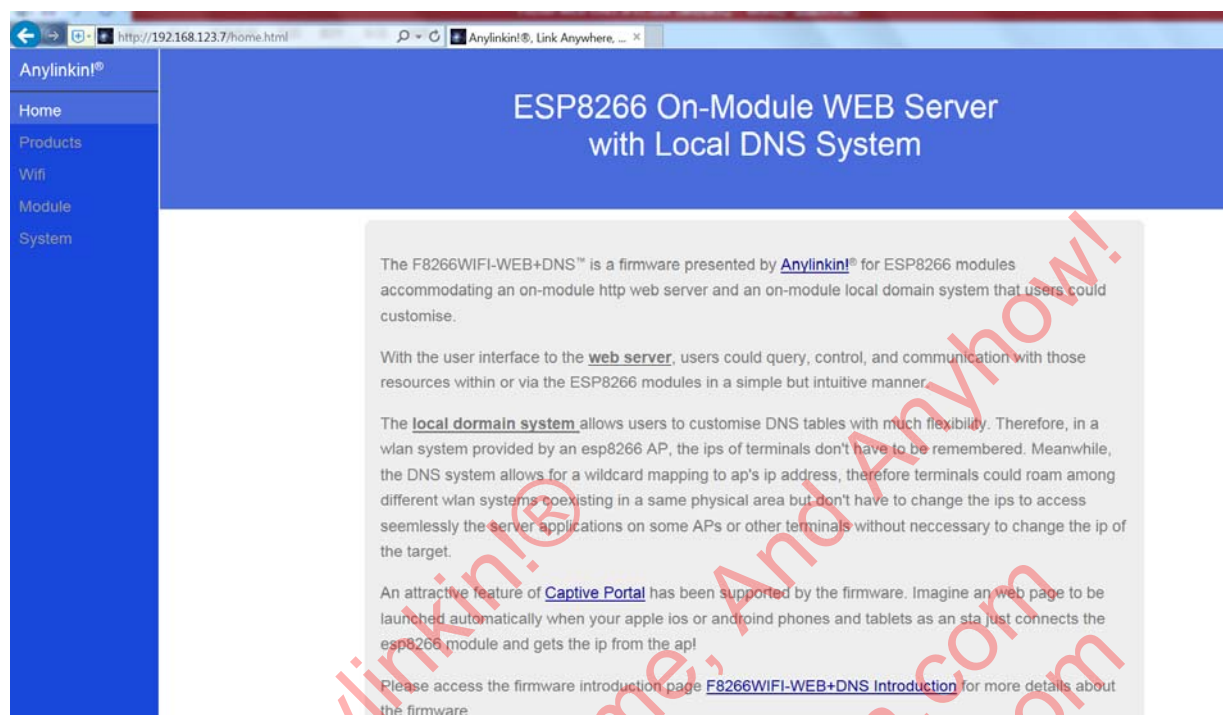 http://192.168.123.7/home.html
Anylinkin!®, Link Anywhere, ...
Anylinkin!®
Home
Products
Wifi
Module
System
ESP8266 On-Module WEB Server
with Local DNS System
The F8266WIFI-WEB+DNS™ is a firmware presented by Anylinkin!® for ESP8266 modules
accommodating an on-module http web server and an on-module local domain system that users could
customise.
With the user interface to the web server, users could query, control, and communication with those
resources within or via the ESP8266 modules in a simple but intuitive manner.
The local dormain system allows users to customise DNS tables with much flexibility. Therefore, in a
wlan system provided by an esp8266 AP, the ips of terminals don't have to be remembered. Meanwhile,
the DNS system allows for a wildcard mapping to ap's ip address, therefore terminals could roam among
different wlan systems coexisting in a same physical area but don't have to change the ips to access
seemlessly the server applications on some APs or other terminals without neccessary to change the ip of
the target.
An attractive feature of Captive Portal has been supported by the firmware. Imagine an web page to be
launched automatically when your apple ios or androind phones and tablets as an sta just connects the
esp8266 module and gets the ip from the ap!
Please access the firmware introduction page F8266WIFI-WEB+DNS Introduction for more details about
the firmware
And Anyhow!